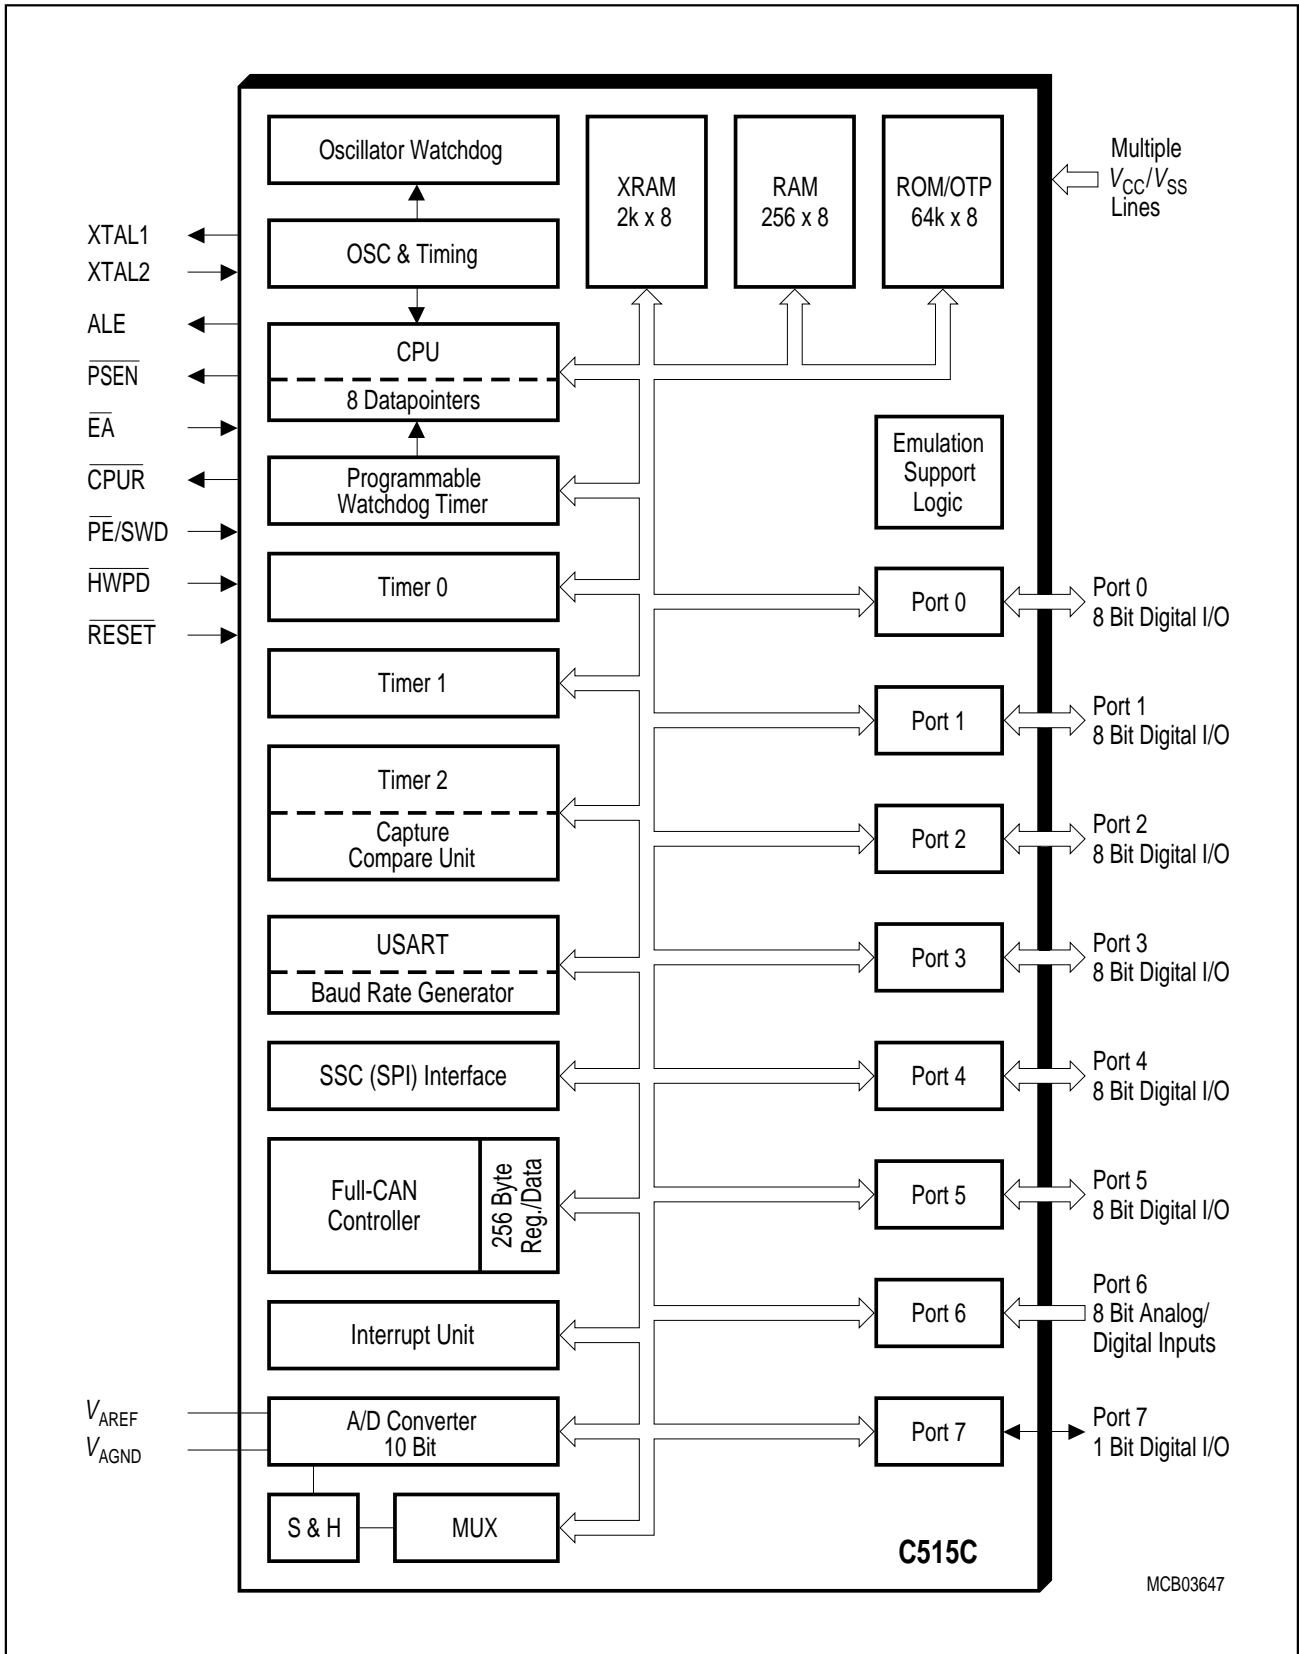 Oscillator Watchdog
OSC & Timing
CPU
8 Datapointers
Programmable
Watchdog Timer
Timer 0
Timer 1
Timer 2
Capture
Compare Unit
USART
Baud Rate Generator
SSC (SPI) Interface
Full-CAN
Controller
256 Byte
Reg./Data
Interrupt Unit
A/D Converter
10 Bit
S & H
MUX
XRAM
2k x 8
RAM
256 x 8
ROM/OTP
64k x 8
Emulation
Support
Logic
Port 0
Port 1
Port 2
Port 3
Port 4
Port 5
Port 6
Port 7
C515C
XTAL1
XTAL2
ALE
PSEN
EA
CPUR
PE/SWD
HWPD
RESET
VAREF
VAGND
Multiple
VCC/VSS
Lines
Port 0
8 Bit Digital I/O
Port 1
8 Bit Digital I/O
Port 2
8 Bit Digital I/O
Port 3
8 Bit Digital I/O
Port 4
8 Bit Digital I/O
Port 5
8 Bit Digital I/O
Port 6
8 Bit Analog/
Digital Inputs
Port 7
1 Bit Digital I/O
MCB03647